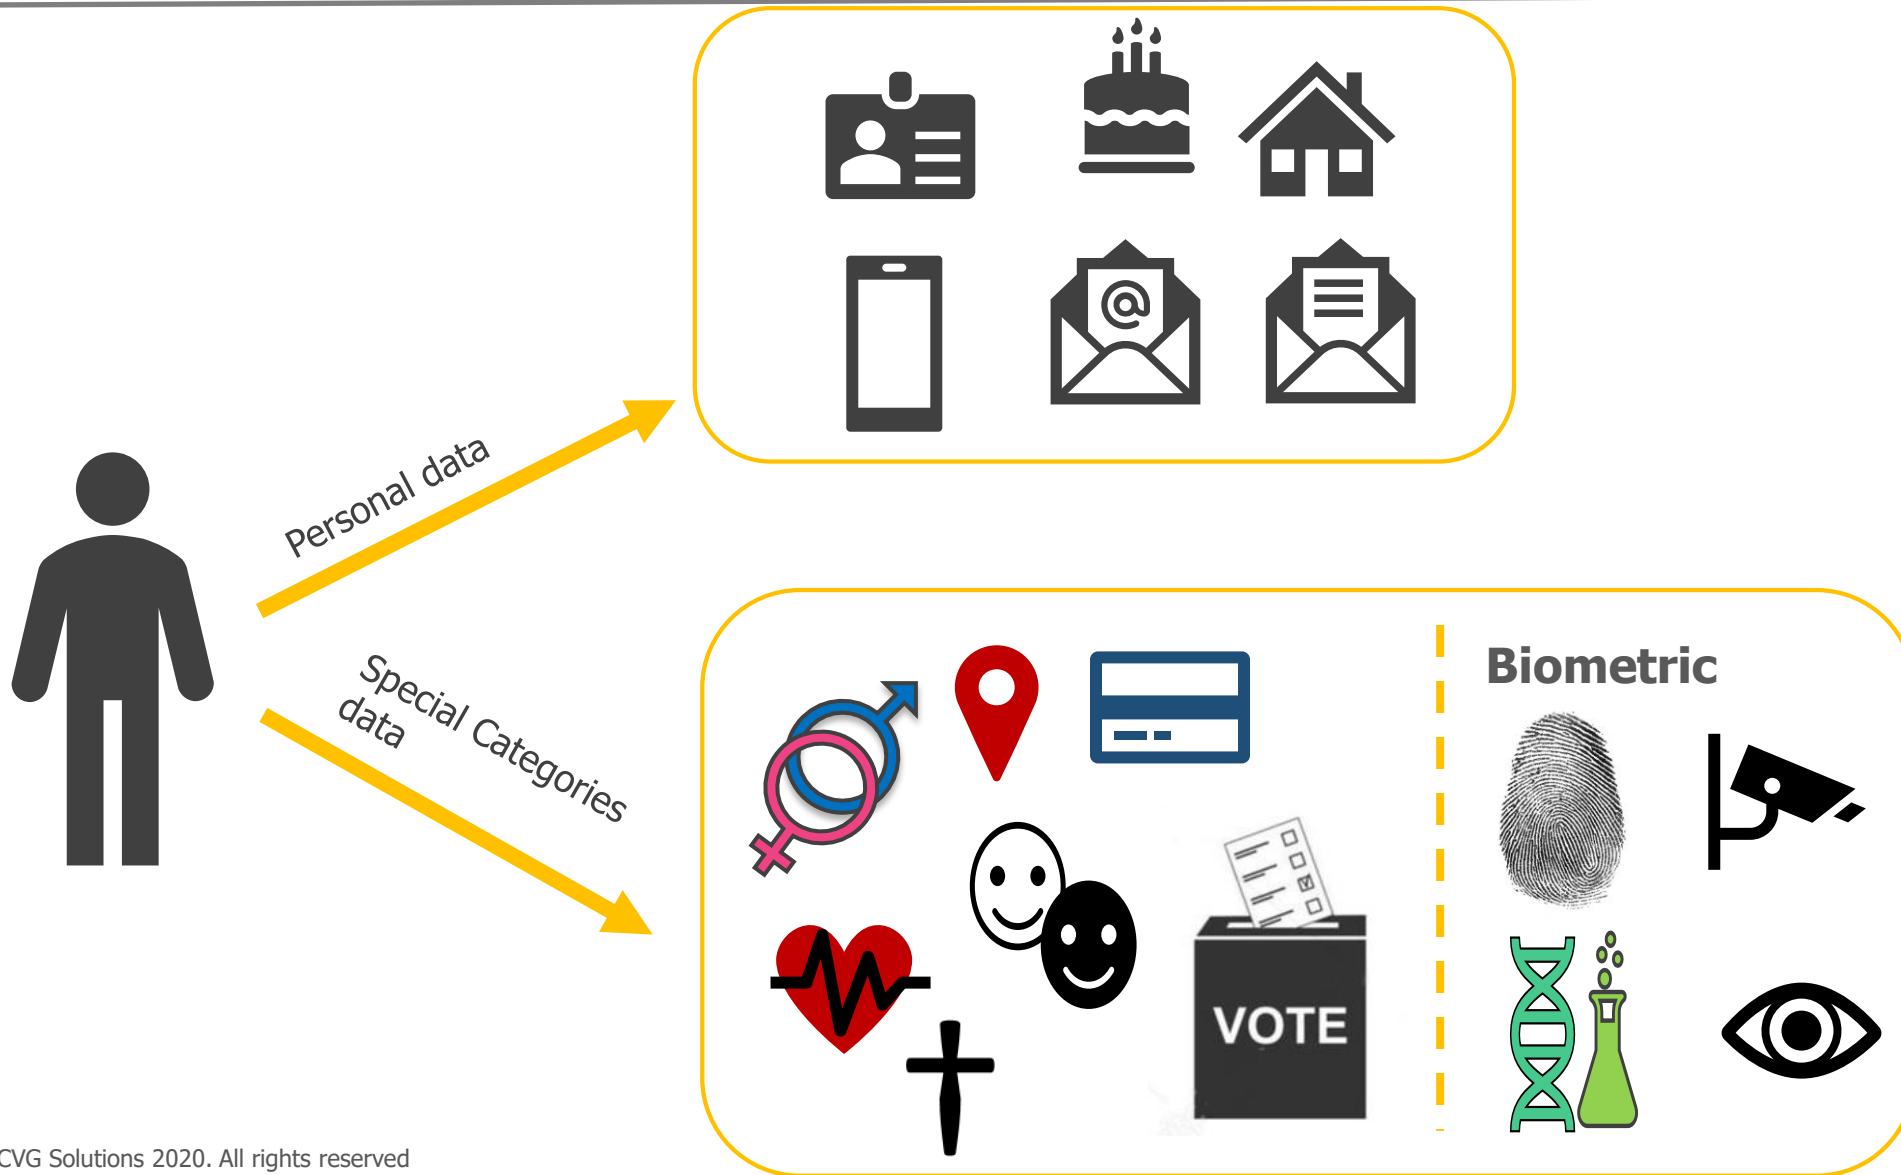 Personal data
Special Categories
data
Biometric
@
VOTE
CVG Solutions 2020. All rights reserved